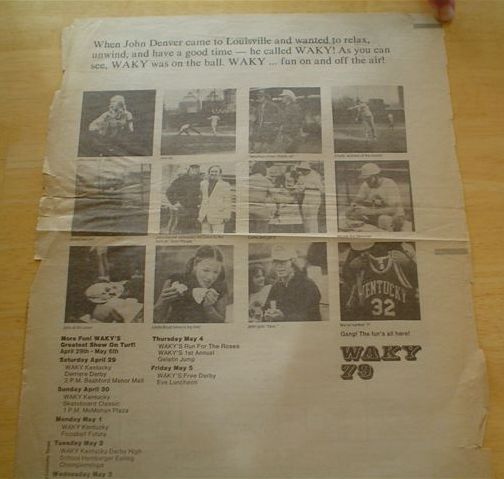 When John Denver came to Louisville and wanted to relax,
unwind, and have a good time — he called WAKY! As you can
see, WAKY was on the ball. WAKY ... fun on and off the air!
KENTUCKY
32
Gang! The fun's all here!
WAKY
79
More Fun! WAKY'S
Greatest Show On Turf!
April 29th - May 6th
Saturday April 29
WAKY Kentucky
Derriere Derby
2 P.M. Bashford Manor Mall
Sunday April 30
WAKY Kentucky
Skateboard Classic
1 P.M. McMahan Plaza
Monday May 1
WAKY Kentucky
Foosball Futura
Tuesday May 2
WAKY Kentucky Derby High
School Hamburger Eating
Championships
Wednesday May 3
Thursday May 4
WAKY'S Run For The Roses
WAKY'S 1st Annual
Gelatin Jump
Friday May 5
WAKY'S Free Derby
Eve Luncheon